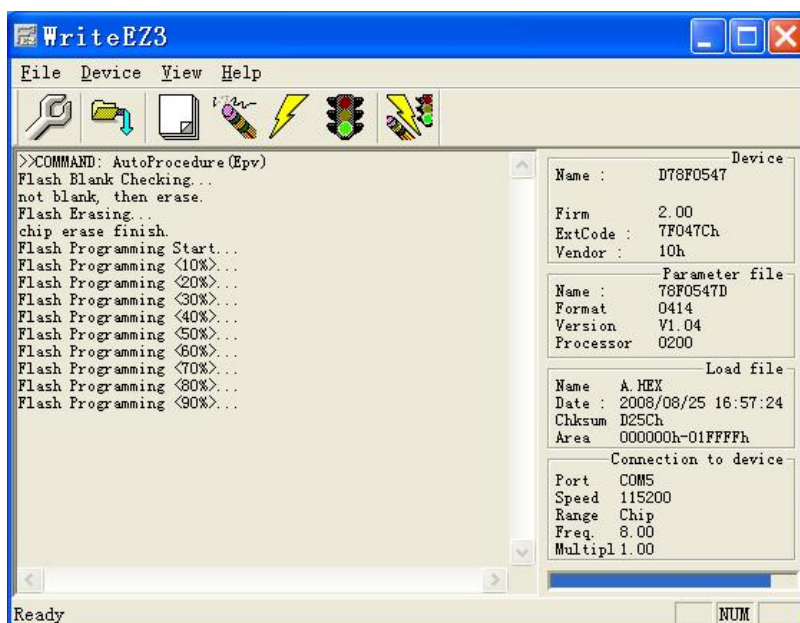 WriteEZ3
File Device View Help
>>COMMAND: AutoProcedure(Epv)
Flash Blank Checking...
not blank, then erase.
Flash Erasing...
chip erase finish.
Flash Programming Start...
Flash Programming <10%>...
Flash Programming <20%>...
Flash Programming <30%>...
Flash Programming <40%>...
Flash Programming <50%>...
Flash Programming <60%>...
Flash Programming <70%>...
Flash Programming <80%>...
Flash Programming <90%>...
Device
Name : D78F0547
Firm 2.00
ExtCode : 7F047Ch
Vendor : 10h
Parameter file
Name : 78F0547D
Format 0414
Version V1.04
Processor 0200
Load file
Name A.HEX
Date : 2008/08/25 16:57:24
Chksum D25Ch
Area 000000h-01FFFFh
Connection to device
Port COM5
Speed 115200
Range Chip
Freq. 8.00
Multipl 1.00
Ready NUM